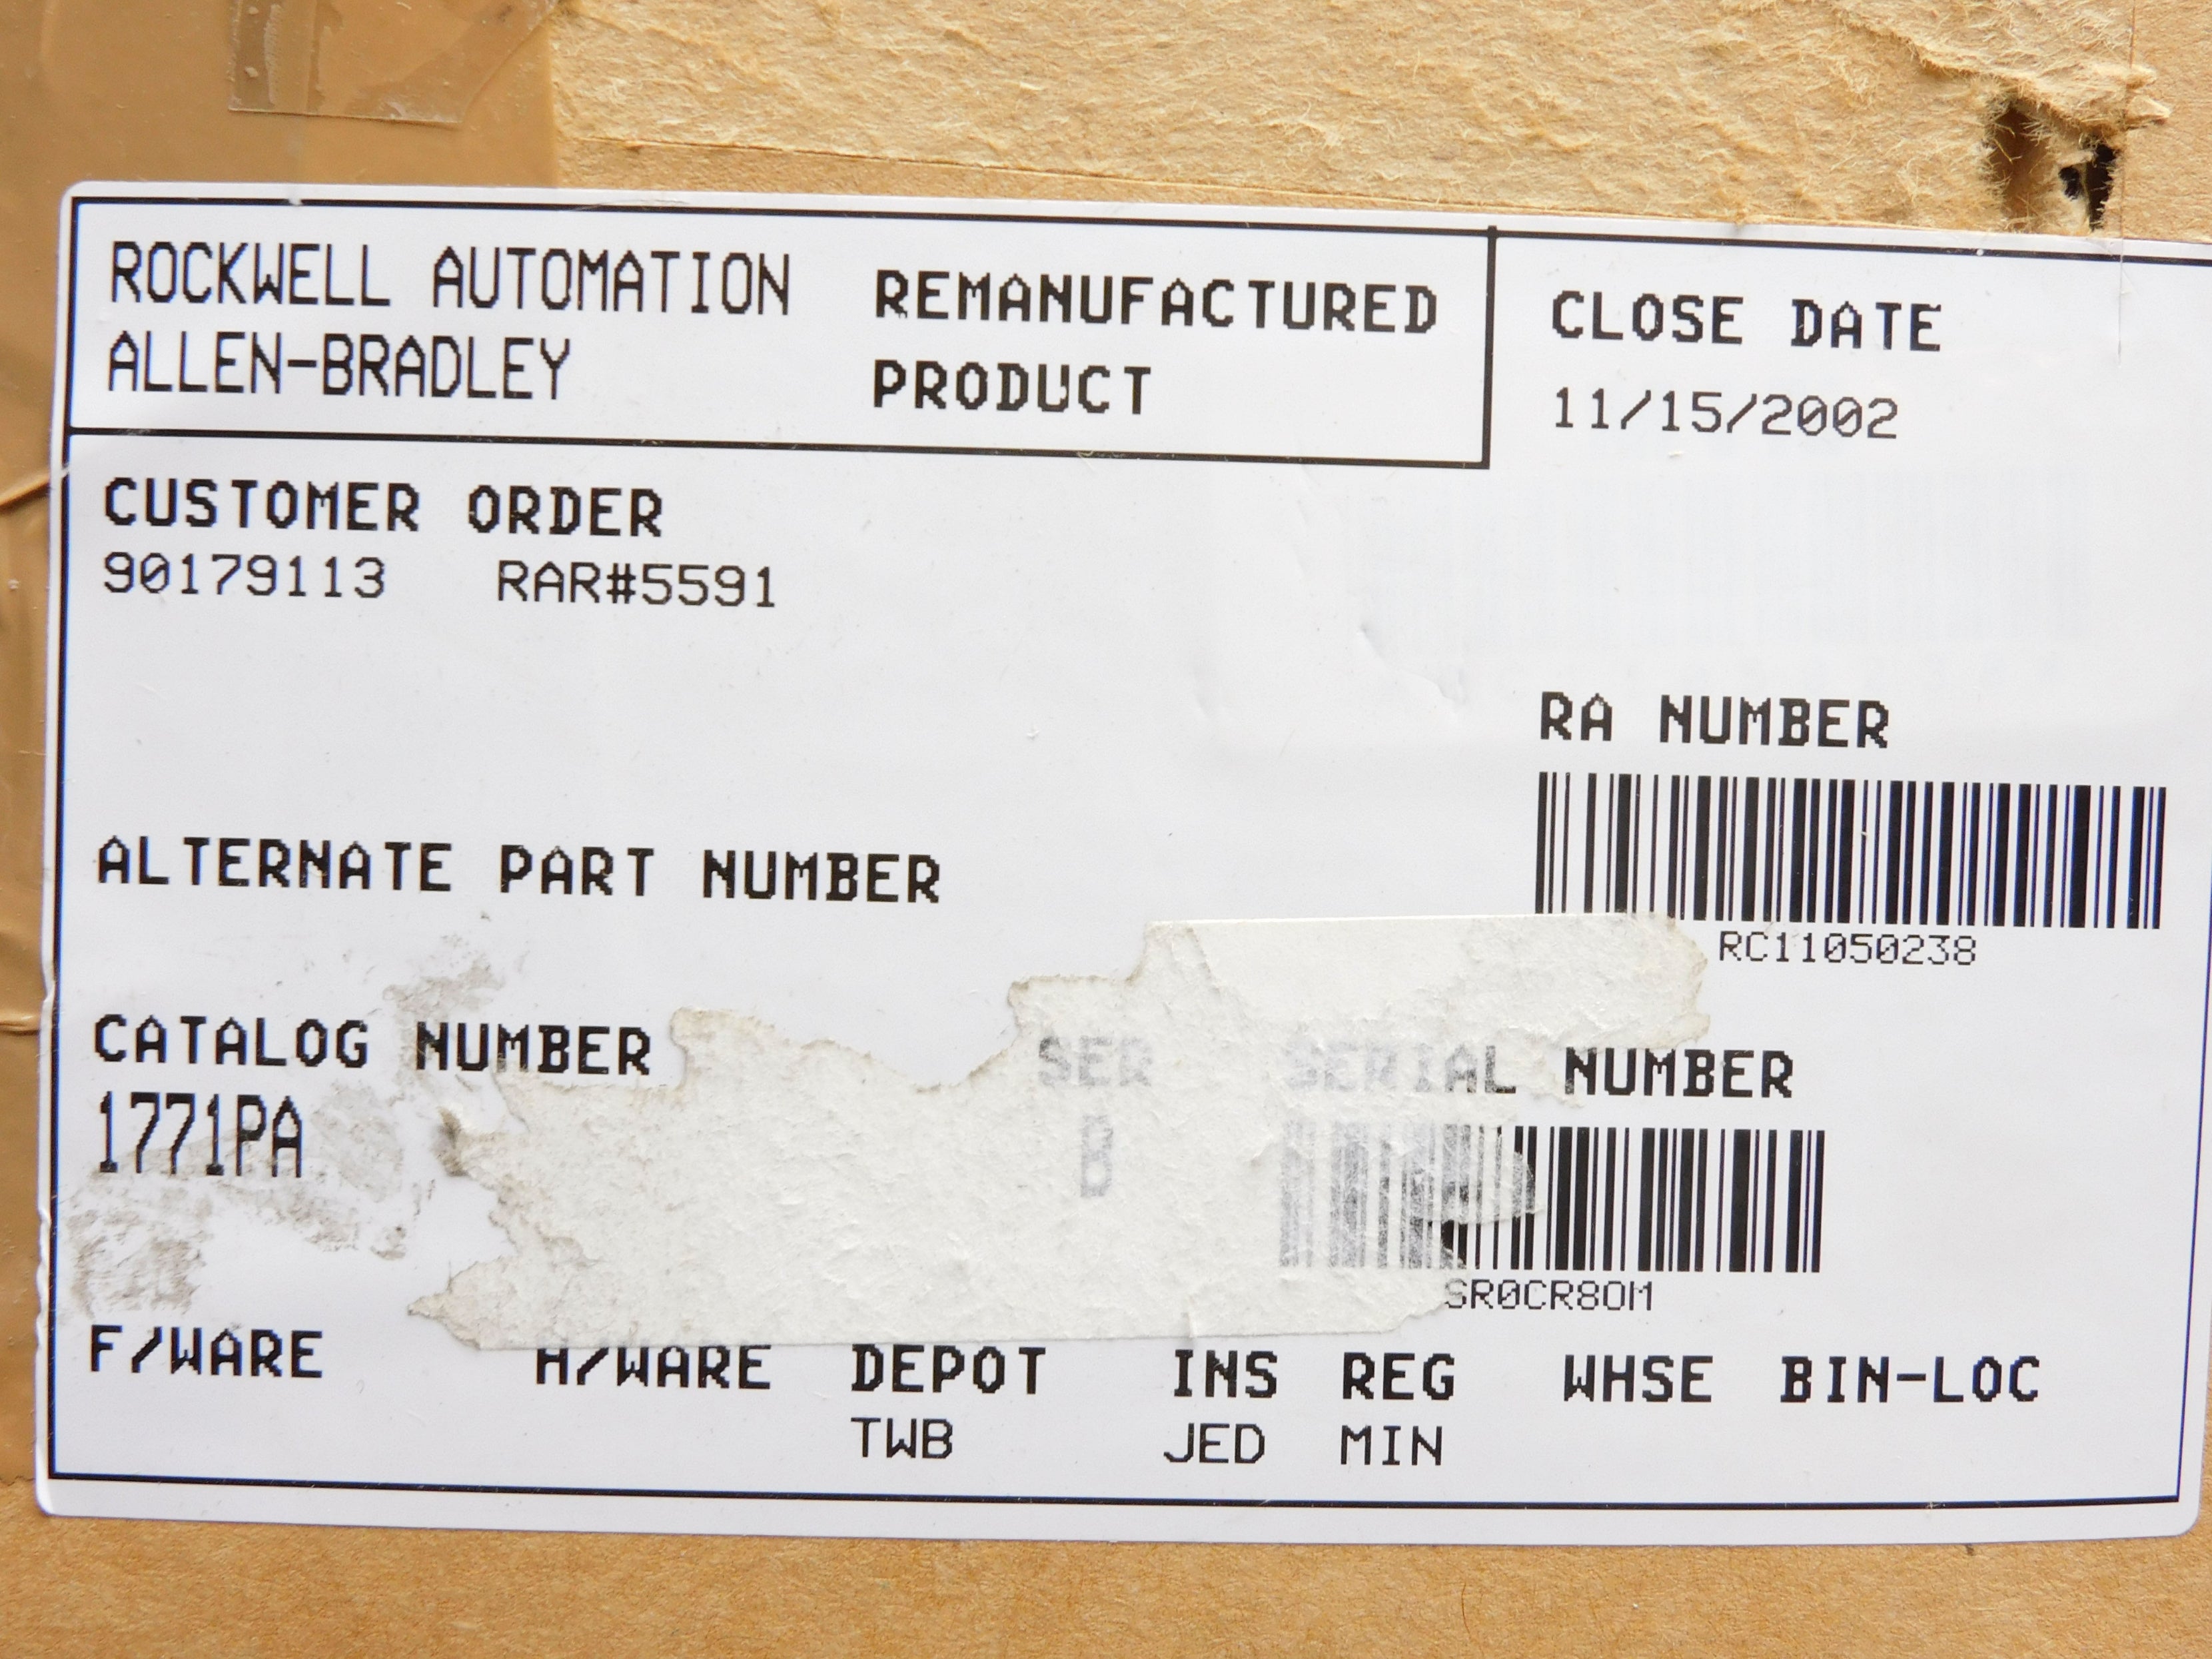 ROCKWELL AUTOMATION
ALLEN-BRADLEY
REMANUFACTURED
PRODUCT
CLOSE DATE
11/15/2002
CUSTOMER ORDER
90179113 RAR#5591
RA NUMBER
RC11050238
ALTERNATE PART NUMBER
CATALOG NUMBER
1771PA
SER
B
SERIAL NUMBER
SR0CR8OM
F/WARE H/WARE DEPOT INS REG WHSE BIN-LOC
TWB JED MIN